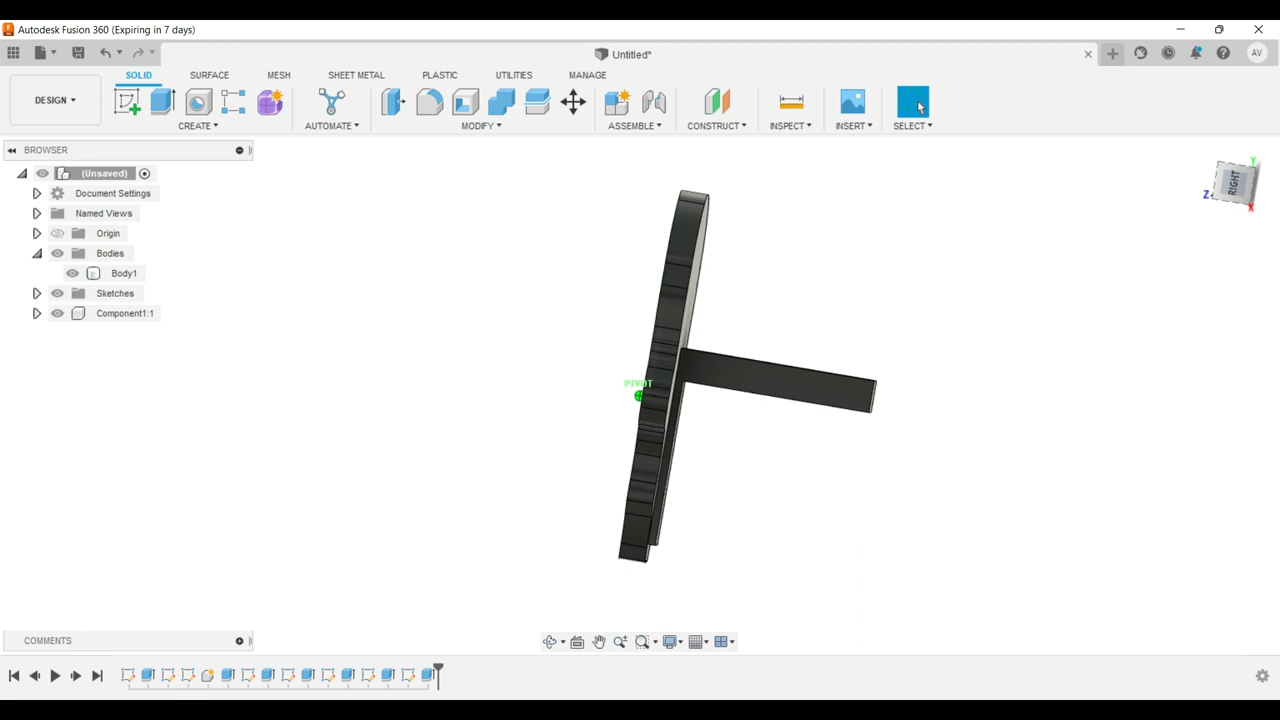 Autodesk Fusion 360 (Expiring in 7 days)
Untitled*
AV
DESIGN
SOLID SURFACE MESH SHEET METAL PLASTIC UTILITIES MANAGE
CREATE AUTOMATE MODIFY ASSEMBLE CONSTRUCT INSPECT INSERT SELECT
BROWSER
(Unsaved)
Document Settings
Named Views
Origin
Bodies
Body1
Sketches
Component1:1
Y
RIGHT
Z
X
PIVOT
COMMENTS